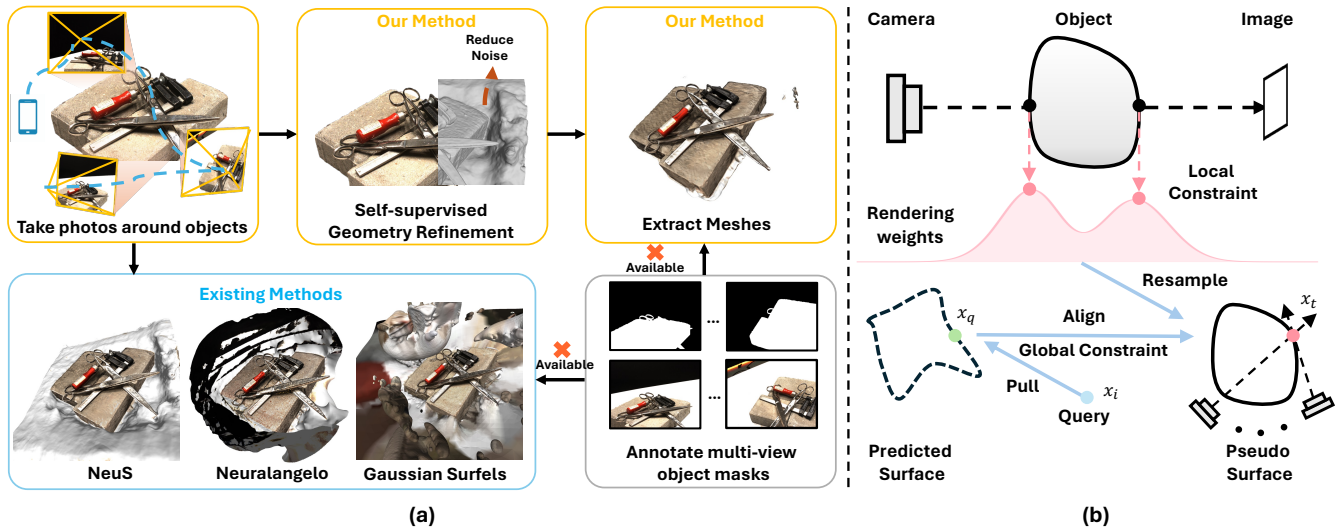 Our Method
Reduce
Noise
Our Method
Take photos around objects
Self-supervised
Geometry Refinement
Extract Meshes
Available
Existing Methods
Available
...
...
NeuS
Neuralangelo
Gaussian Surfels
Annotate multi-view
object masks
(a)
Camera
Object
Image
Local
Constraint
Rendering
weights
Resample
x_q
x_t
Align
Global Constraint
Pull
x_i
Query
Predicted
Surface
Pseudo
Surface
(b)